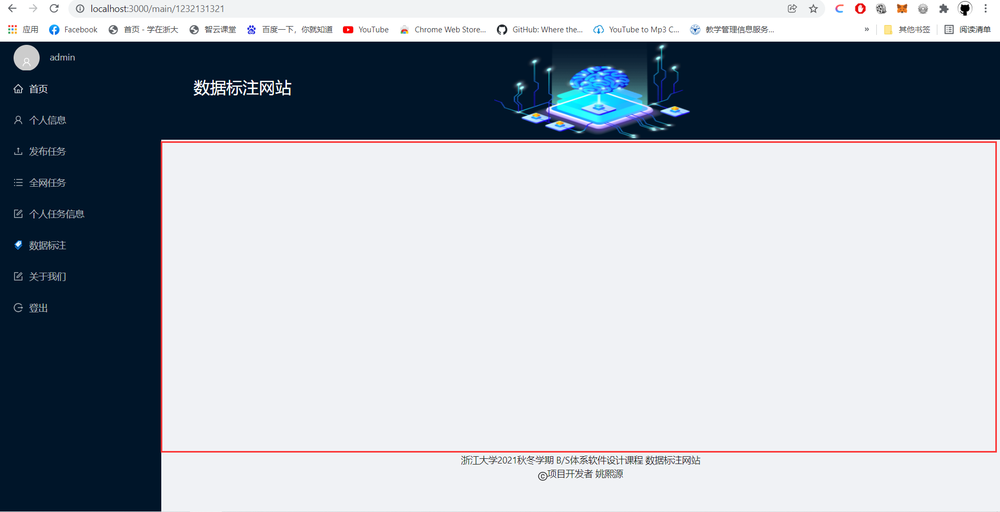 localhost:3000/main/1232131321
应用 Facebook 首页 - 学在浙大 智云课堂 百度一下，你就知道 YouTube Chrome Web Store... GitHub: Where the... YouTube to Mp3 C... 教学管理信息服务... » 其他书签 阅读清单
admin
数据标注网站
首页
个人信息
发布任务
全网任务
个人任务信息
数据标注
关于我们
登出
浙江大学2021秋冬学期 B/S体系软件设计课程 数据标注网站
©项目开发者 姚熙源